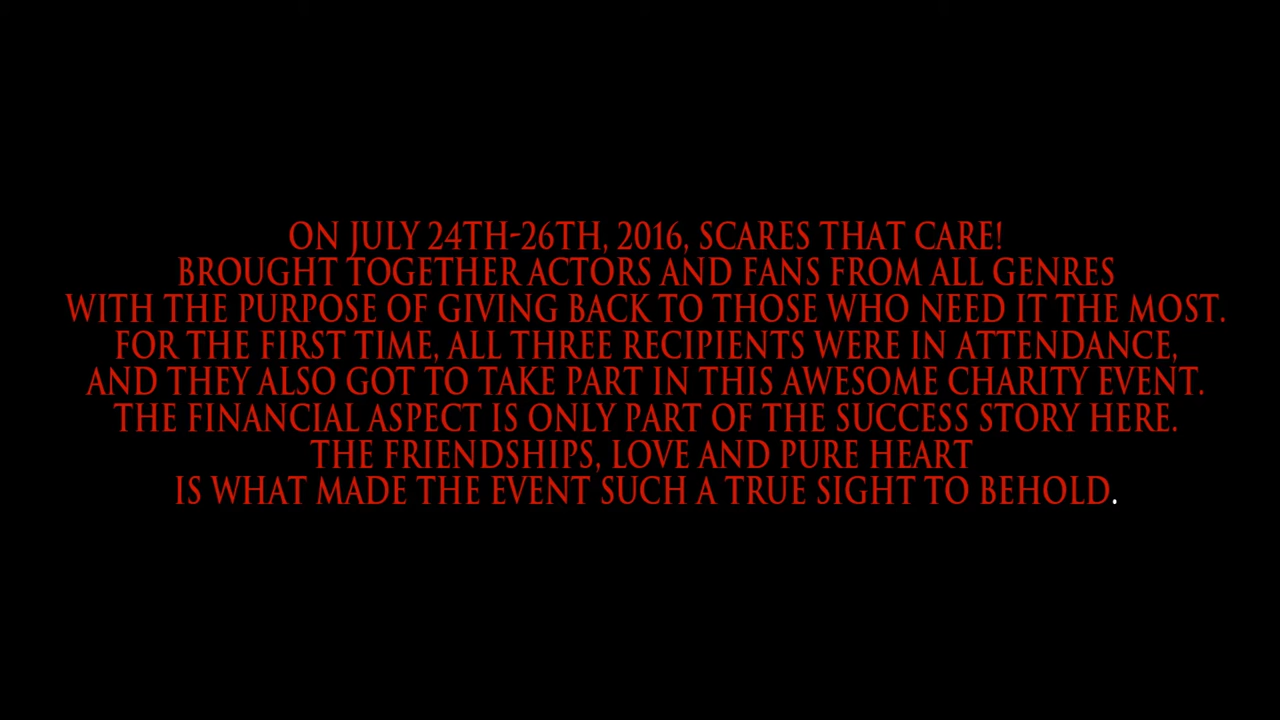 ON JULY 24TH-26TH, 2016, SCARES THAT CARE!
BROUGHT TOGETHER ACTORS AND FANS FROM ALL GENRES
WITH THE PURPOSE OF GIVING BACK TO THOSE WHO NEED IT THE MOST.
FOR THE FIRST TIME, ALL THREE RECIPIENTS WERE IN ATTENDANCE,
AND THEY ALSO GOT TO TAKE PART IN THIS AWESOME CHARITY EVENT.
THE FINANCIAL ASPECT IS ONLY PART OF THE SUCCESS STORY HERE.
THE FRIENDSHIPS, LOVE AND PURE HEART
IS WHAT MADE THE EVENT SUCH A TRUE SIGHT TO BEHOLD.